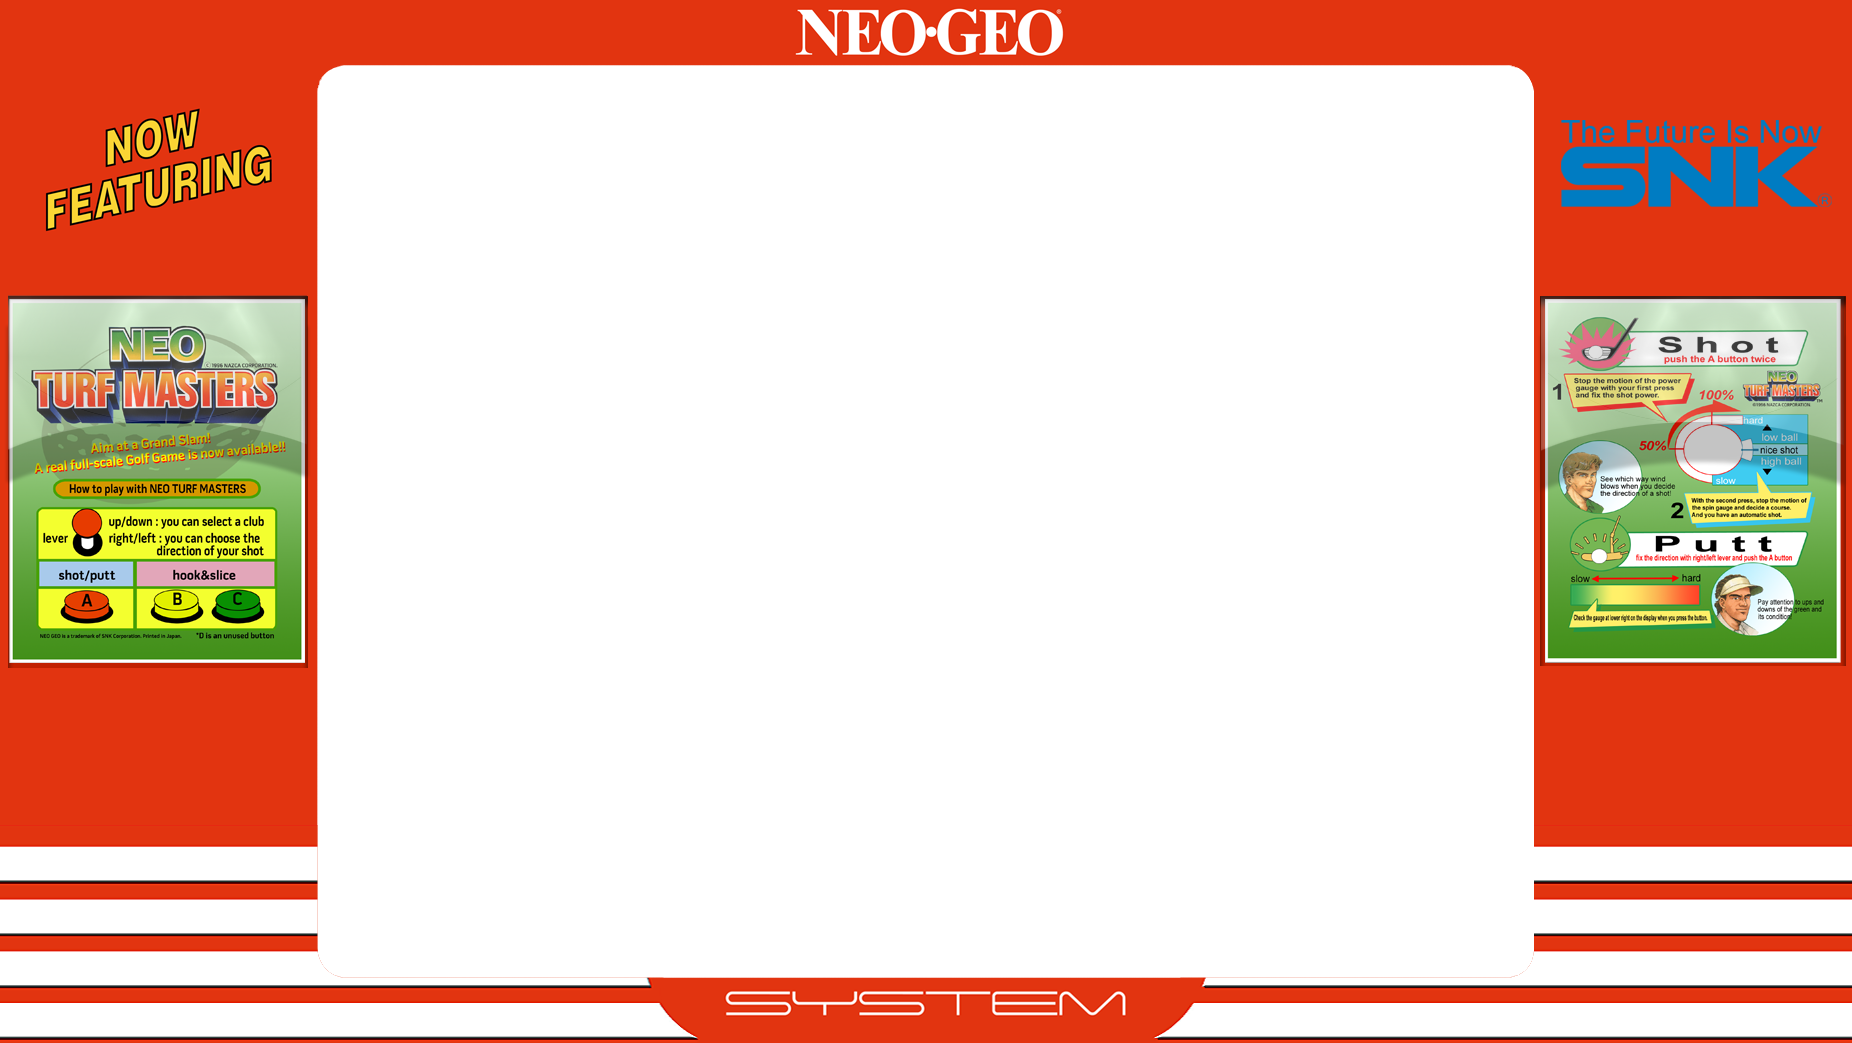 NEO•GEO®
NOW
FEATURING
NEO
© 1996 NAZCA CORPORATION.
TURF MASTERS
Aim at a Grand Slam!
A real full-scale Golf Game is now available!!
How to play with NEO TURF MASTERS
lever
up/down : you can select a club
right/left : you can choose the
direction of your shot
shot/putt
hook&slice
A
B
C
NEO GEO is a trademark of SNK Corporation. Printed in Japan.
*D is an unused button
The Future Is Now
SNK®
Shot
push the A button twice
1
Stop the motion of the power
gauge with your first press
and fix the shot power.
NEO
TURF MASTERS™
©1996 NAZCA CORPORATION.
100%
50%
hard
low ball
nice shot
high ball
slow
See which way wind
blows when you decide
the direction of a shot!
2
With the second press, stop the motion of
the spin gauge and decide a course.
And you have an automatic shot.
Putt
fix the direction with right/left lever and push the A button
slow
hard
Check the gauge at lower right on the display when you press the button.
Pay attention to ups and
downs of the green and
its condition!
SYSTEM